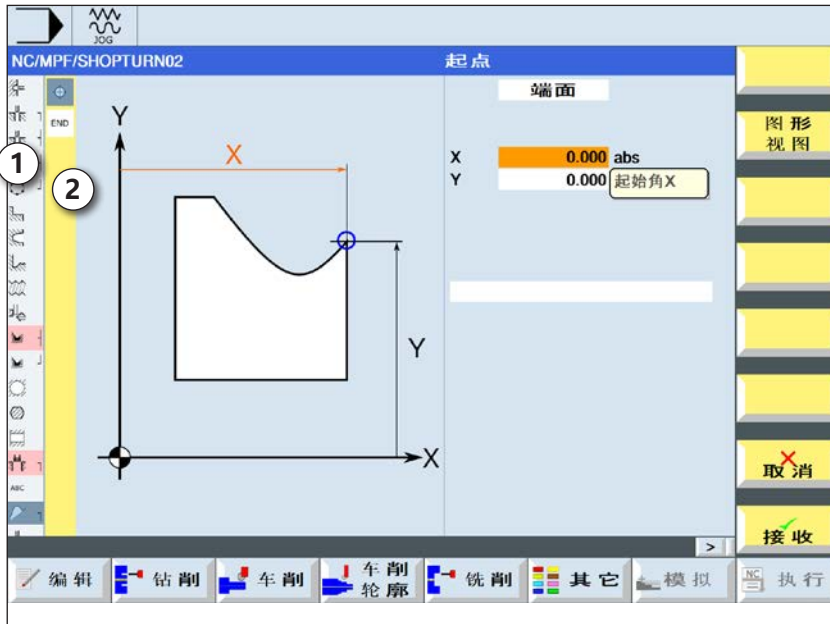 JOG
NC/MPF/SHOPTURN02
起点
END
1
2
Y
X
Y
X
端面
X 0.000 abs
Y 0.000 起始角X
图形
视图
ABC
取消
接收
>
编辑
钻削
车削
车削
轮廓
铣削
其它
模拟
NC
执行